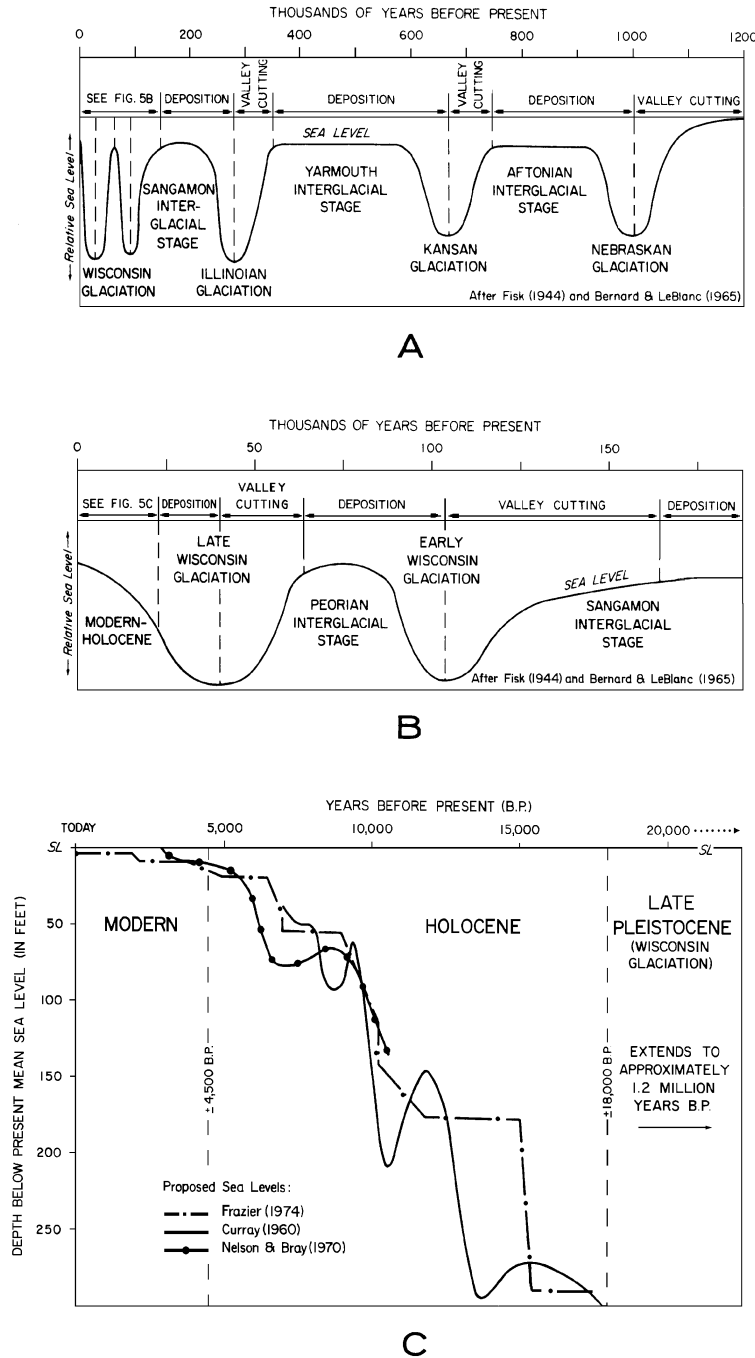 THOUSANDS OF YEARS BEFORE PRESENT
0 200 400 600 800 1000 1200
SEE FIG. 5B DEPOSITION VALLEY CUTTING DEPOSITION VALLEY CUTTING DEPOSITION VALLEY CUTTING
Relative Sea Level
SEA LEVEL
SANGAMON INTER- GLACIAL STAGE
YARMOUTH INTERGLACIAL STAGE
AFTONIAN INTERGLACIAL STAGE
WISCONSIN GLACIATION
ILLINOIAN GLACIATION
KANSAN GLACIATION
NEBRASKAN GLACIATION
After Fisk (1944) and Bernard & LeBlanc (1965)
A
THOUSANDS OF YEARS BEFORE PRESENT
0 50 100 150
SEE FIG. 5C DEPOSITION VALLEY CUTTING DEPOSITION VALLEY CUTTING DEPOSITION
Relative Sea Level
LATE WISCONSIN GLACIATION
EARLY WISCONSIN GLACIATION
SEA LEVEL
MODERN- HOLOCENE
PEORIAN INTERGLACIAL STAGE
SANGAMON INTERGLACIAL STAGE
After Fisk (1944) and Bernard & LeBlanc (1965)
B
YEARS BEFORE PRESENT (B.P.)
TODAY 5,000 10,000 15,000 20,000
SL SL
DEPTH BELOW PRESENT MEAN SEA LEVEL (IN FEET)
50
100
150
200
250
MODERN
HOLOCENE
LATE
PLEISTOCENE
(WISCONSIN
GLACIATION)
± 4,500 B.P.
±18,000 B.P.
EXTENDS TO
APPROXIMATELY
1.2 MILLION
YEARS B.P.
Proposed Sea Levels:
Frazier (1974)
Curray (1960)
Nelson & Bray (1970)
C